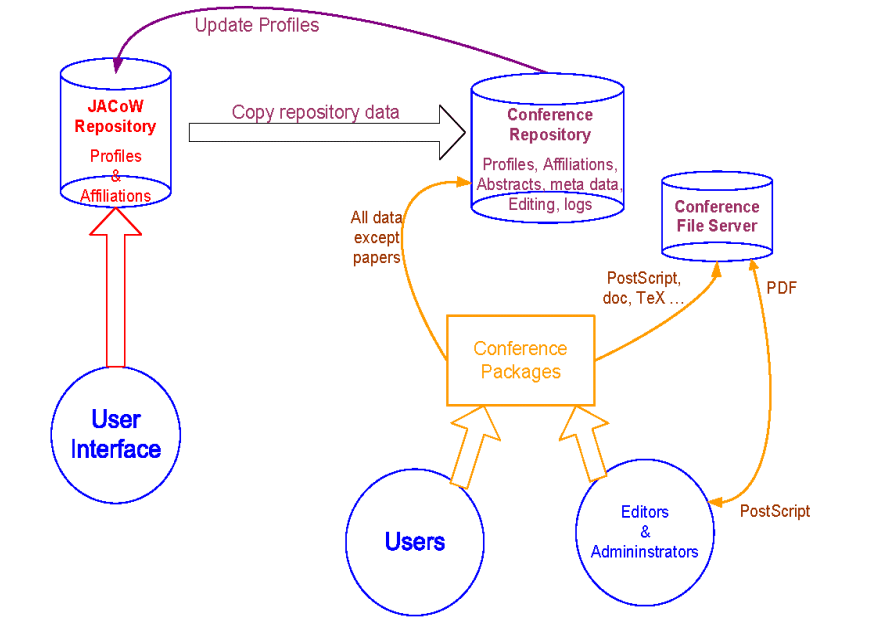 Update Profiles
JACoW
Repository
Profiles
&
Affiliations
Copy repository data
Conference
Repository
Profiles, Affiliations,
Abstracts, meta data,
Editing, logs
Conference
File Server
All data
except
papers
PostScript,
doc, TeX ...
PDF
Conference
Packages
User
Interface
Users
Editors
&
Admininstrators
PostScript